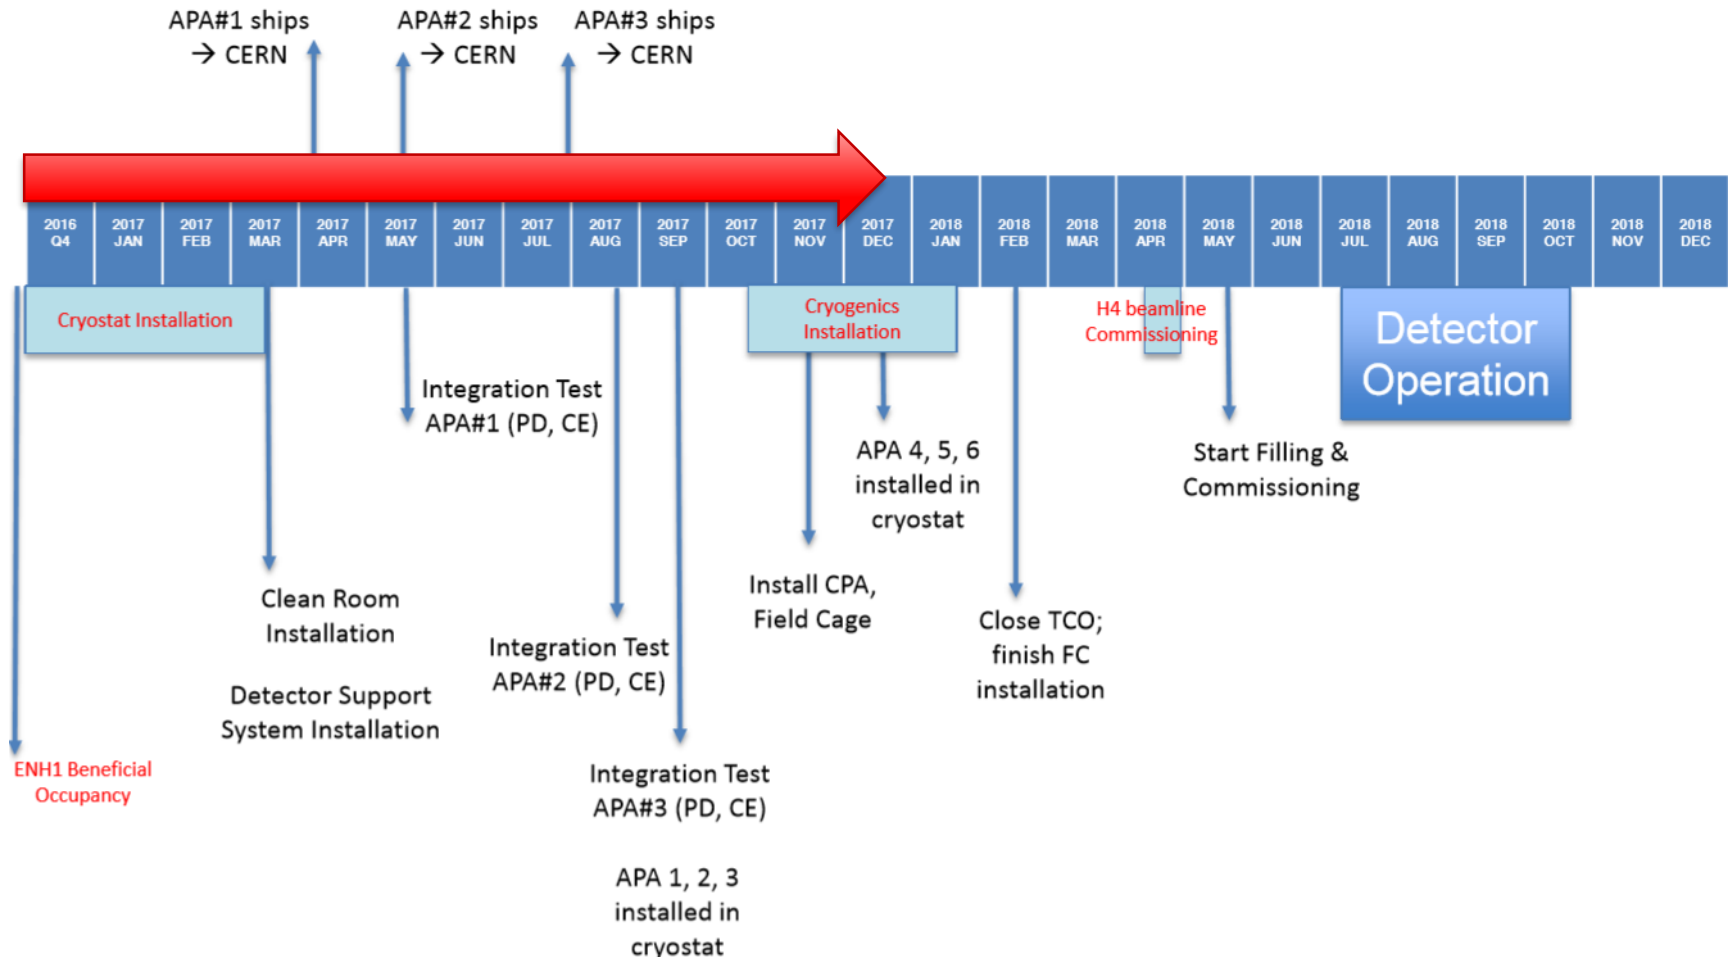 APA#1 ships
→ CERN
APA#2 ships
→ CERN
APA#3 ships
→ CERN
2016
Q4
2017
JAN
2017
FEB
2017
MAR
2017
APR
2017
MAY
2017
JUN
2017
JUL
2017
AUG
2017
SEP
2017
OCT
2017
NOV
2017
DEC
2018
JAN
2018
FEB
2018
MAR
2018
APR
2018
MAY
2018
JUN
2018
JUL
2018
AUG
2018
SEP
2018
OCT
2018
NOV
2018
DEC
Cryostat Installation
Cryogenics
Installation
H4 beamline
Commissioning
Detector
Operation
Integration Test
APA#1 (PD, CE)
APA 4, 5, 6
installed in
cryostat
Start Filling &
Commissioning
Clean Room
Installation
Detector Support
System Installation
Integration Test
APA#2 (PD, CE)
Install CPA,
Field Cage
Close TCO;
finish FC
installation
ENH1 Beneficial
Occupancy
Integration Test
APA#3 (PD, CE)
APA 1, 2, 3
installed in
cryostat